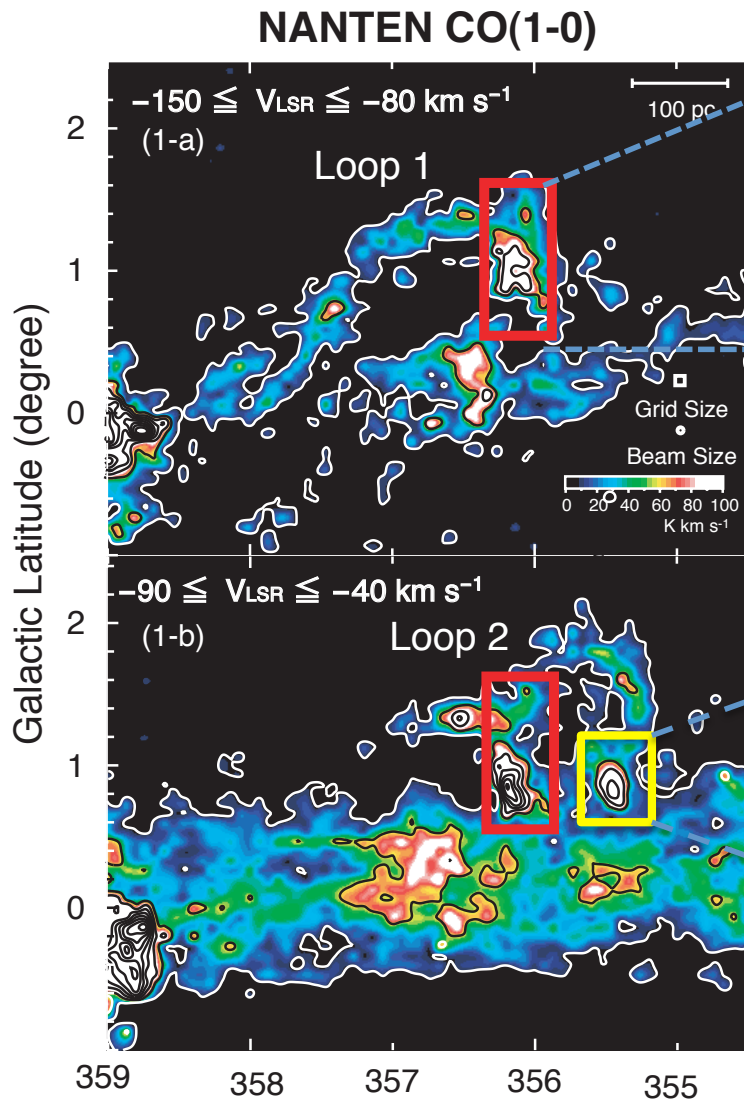 NANTEN CO(1-0)
−150 ≦ VLSR ≦ −80 km s⁻¹
100 pc
(1-a)
Loop 1
2
1
0
Grid Size
Beam Size
0 20 40 60 80 100
K km s⁻¹
Galactic Latitude (degree)
−90 ≦ VLSR ≦ −40 km s⁻¹
(1-b)
Loop 2
2
1
0
359 358 357 356 355